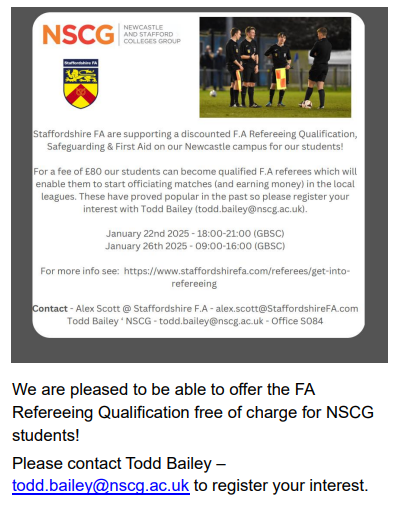 NSCG
NEWCASTLE
AND STAFFORD
COLLEGES GROUP
Staffordshire FA
Staffordshire FA are supporting a discounted F.A Refereeing Qualification,
Safeguarding & First Aid on our Newcastle campus for our students!
For a fee of £80 our students can become qualified F.A referees which will
enable them to start officiating matches (and earning money) in the local
leagues. These have proved popular in the past so please register your
interest with Todd Bailey (todd.bailey@nscg.ac.uk).
January 22nd 2025 - 18:00-21:00 (GBSC)
January 26th 2025 - 09:00-16:00 (GBSC)
For more info see: https://www.staffordshirefa.com/referees/get-into-
refereeing
Contact - Alex Scott @ Staffordshire F.A - alex.scott@StaffordshireFA.com
Todd Bailey ' NSCG - todd.bailey@nscg.ac.uk - Office S084
We are pleased to be able to offer the FA
Refereeing Qualification free of charge for NSCG
students!
Please contact Todd Bailey –
todd.bailey@nscg.ac.uk to register your interest.